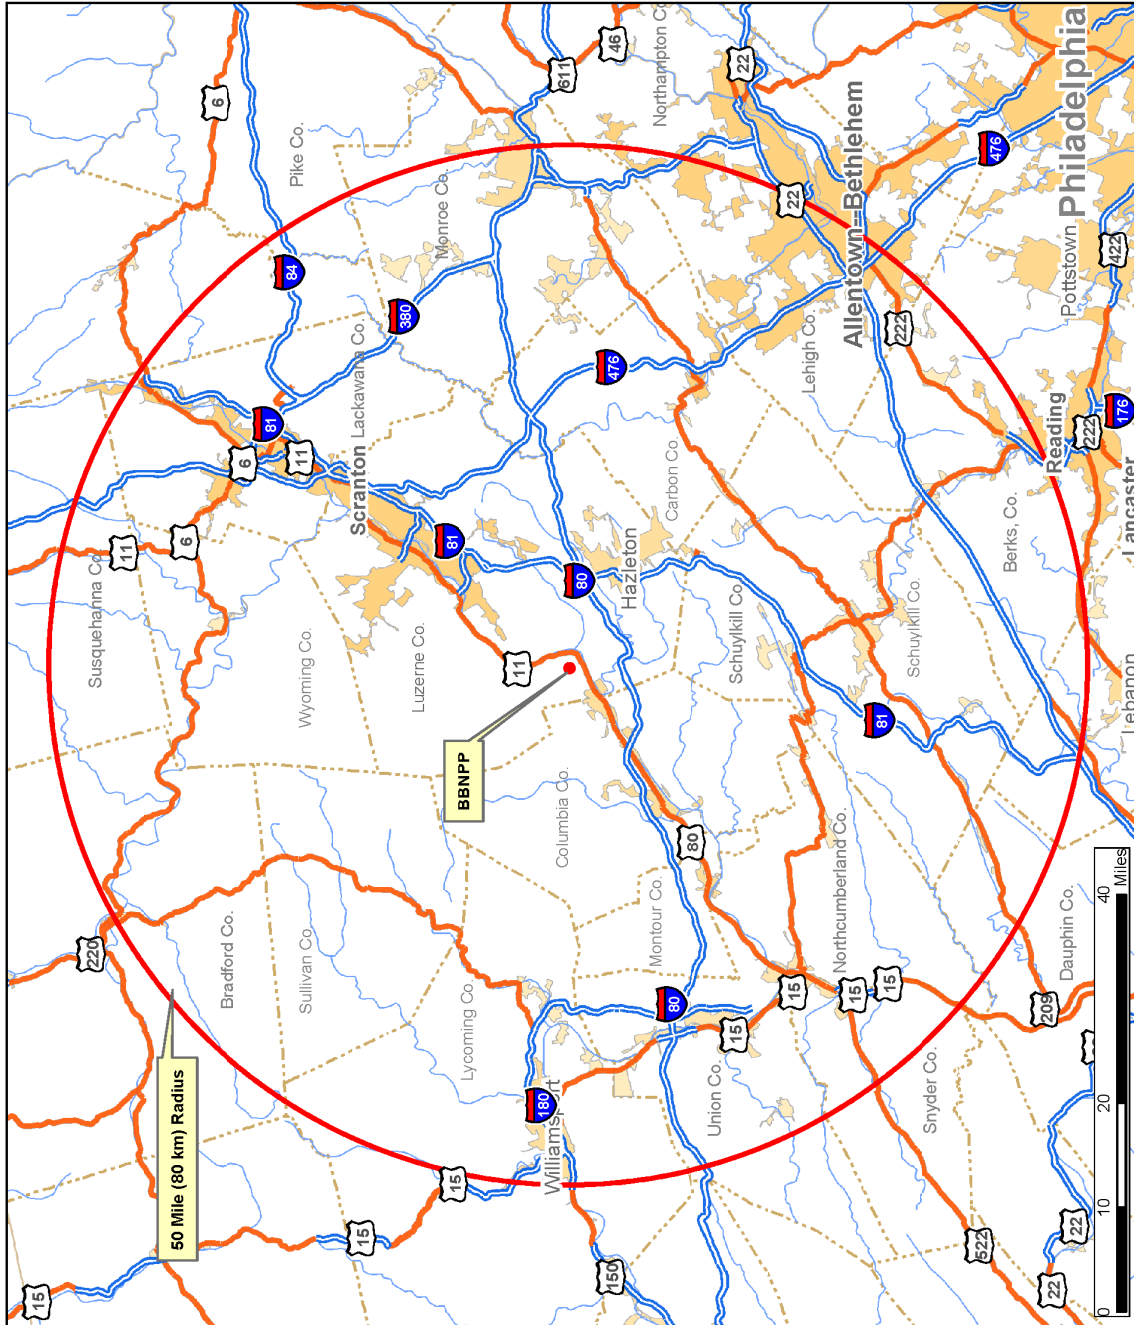 15
220
Susquehanna Co.
11
50 Mile (80 km) Radius
6
6
Bradford Co.
6
81
84
Pike Co.
11
Sullivan Co.
Wyoming Co.
15
Scranton
Lackawana Co.
380
Luzerne Co.
Monroe Co.
15
81
BBNPP
Lycoming Co.
11
180
Williamsport
Columbia Co.
611
80
150
476
46
Hazleton
Montour Co.
Northampton Co
80
Carbon Co.
80
Union Co.
15
Schuylkill Co.
22
15
22
Lehigh Co.
Northcumberland Co.
15
Allentown--Bethlehem
81
15
222
Schuylkill Co.
Snyder Co.
522
476
Berks, Co.
22
209
Reading
Dauphin Co.
Pottstown
Philadelphia
22
222
422
176
0
10
20
40
Miles
Lebanon
Lancaster